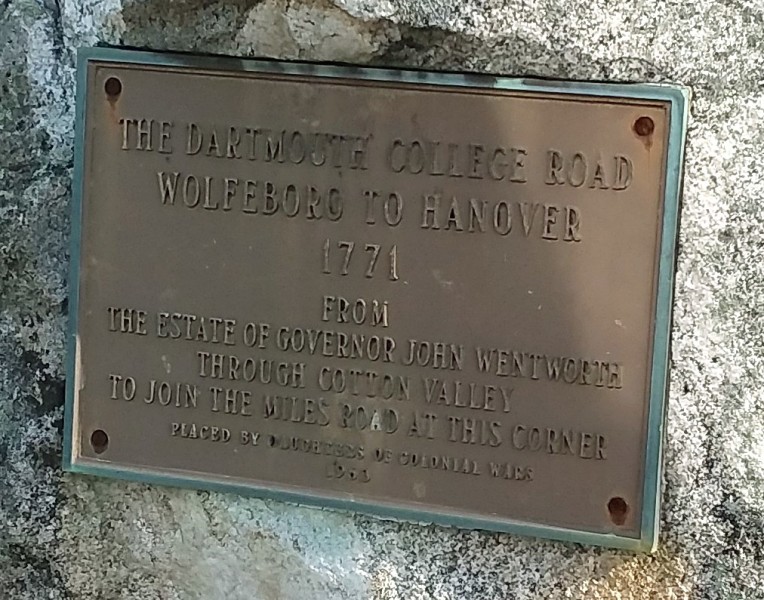 THE DARTMOUTH COLLEGE ROAD
WOLFEBORO TO HANOVER
1771
FROM
THE ESTATE OF GOVERNOR JOHN WENTWORTH
THROUGH COTTON VALLEY
TO JOIN THE MILES ROAD AT THIS CORNER
PLACED BY DAUGHTERS OF COLONIAL WARS